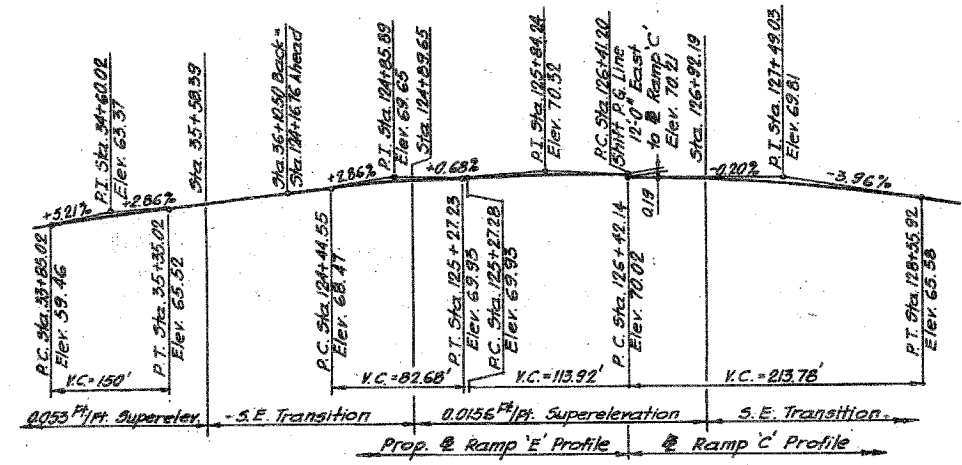 P.I. Sta. 34+60.02
Elev. 63.37
Sta. 35+58.39
Sta. 36+12.50 Back=
Sta. 124+16.76 Ahead
P.I. Sta. 124+85.89
Elev. 69.65
Sta. 124+89.65
P.I. Sta. 125+84.24
Elev. 70.32
P.C. Sta. 126+41.20
Shift P.G. Line
12'-0" East
to ℄ Ramp 'C'
Elev. 70.21
Sta. 126+92.19
P.I. Sta. 127+49.03
Elev. 69.81
+5.21%
+2.86%
+2.86%
+0.68%
-0.20%
-3.96%
0.19
P.C. Sta. 33+85.02
Elev. 59.46
P.T. Sta. 35+35.02
Elev. 65.52
P.C. Sta. 124+44.55
Elev. 68.47
P.T. Sta. 125+27.23
Elev. 69.93
P.C. Sta. 125+27.28
Elev. 69.93
P.C. Sta. 126+42.14
Elev. 70.02
P.T. Sta. 128+55.92
Elev. 65.58
V.C.=150'
V.C.=82.68'
V.C.=113.92'
V.C.=213.78'
0.053 Ft/Ft. Superelev.
S.E. Transition
0.0156 Ft/Ft. Superelevation
S.E. Transition
Prop. ℄ Ramp 'E' Profile
℄ Ramp 'C' Profile